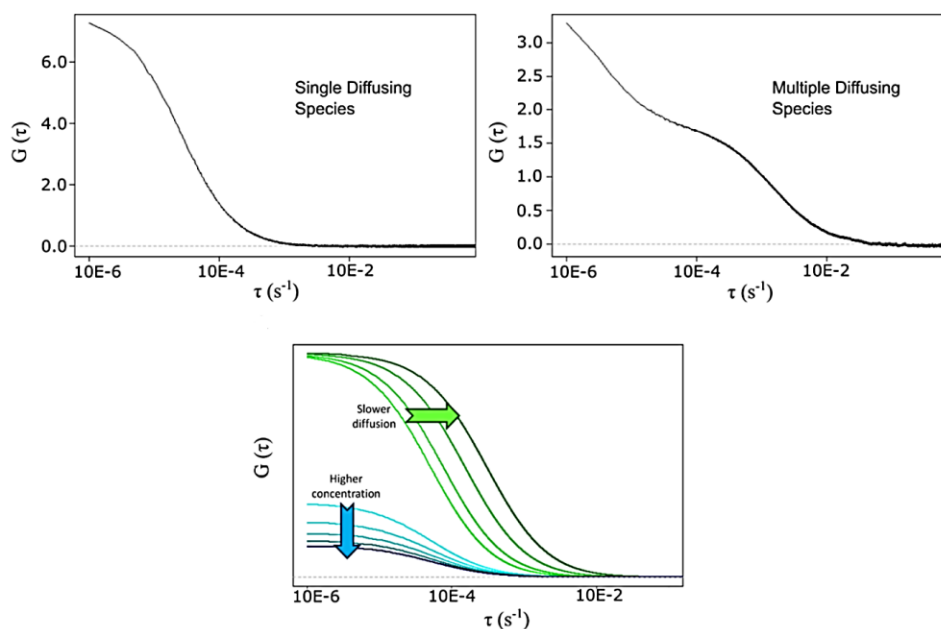 6.0
4.0
2.0
0.0
G (τ)
Single Diffusing
Species
10E-6
10E-4
10E-2
τ (s⁻¹)
3.0
2.5
2.0
1.5
1.0
0.5
0
G (τ)
Multiple Diffusing
Species
10E-6
10E-4
10E-2
τ (s⁻¹)
G (τ)
Slower
diffusion
Higher
concentration
10E-6
10E-4
10E-2
τ (s⁻¹)